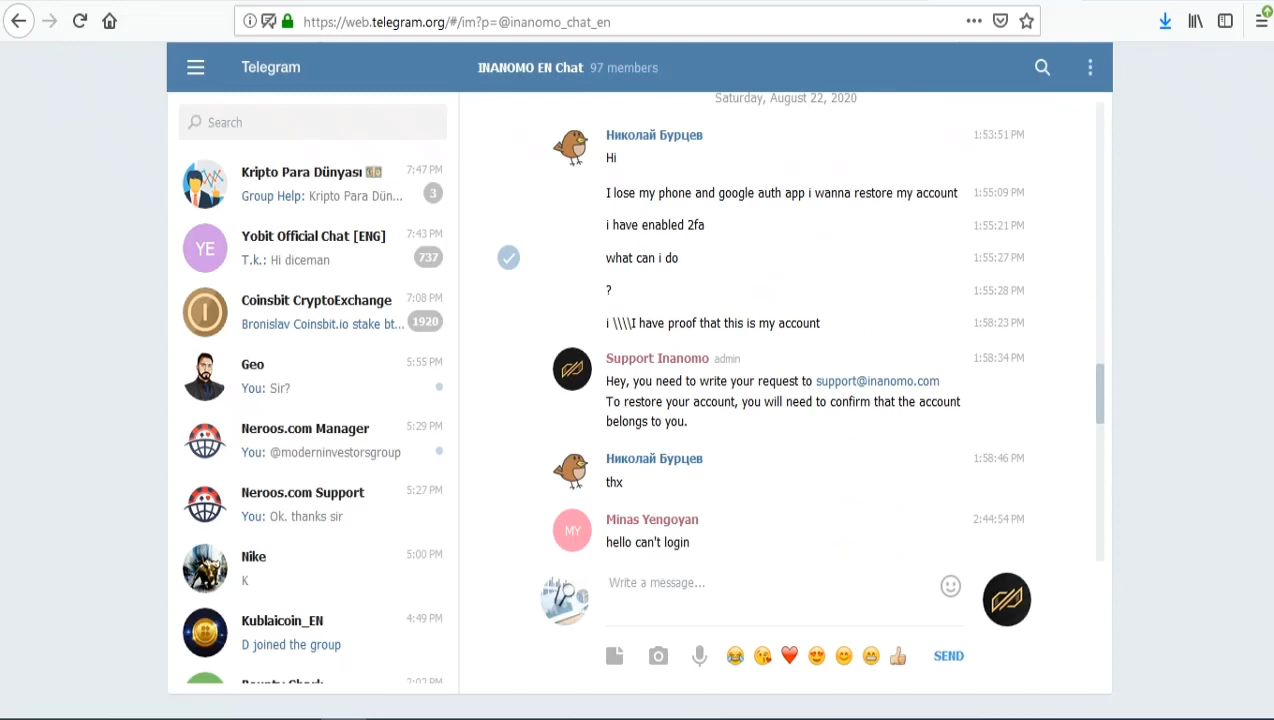 https://web.telegram.org/#/im?p=@inanomo_chat_en
Telegram
INANOMO EN Chat 97 members
Search
Kripto Para Dünyası 7:47 PM
Group Help: Kripto Para Dün... 3
YE
Yobit Official Chat [ENG] 7:43 PM
T.k.: Hi diceman 737
Coinsbit CryptoExchange 7:08 PM
Bronislav Coinsbit.io stake bt... 1920
Geo 5:55 PM
You: Sir?
Neroos.com Manager 5:29 PM
You: @moderninvestorsgroup
Neroos.com Support 5:27 PM
You: Ok. thanks sir
Nike 5:00 PM
K
Kublaicoin_EN 4:49 PM
D joined the group
Bounty Shark 2:02 PM
Saturday, August 22, 2020
Николай Бурцев 1:53:51 PM
Hi
I lose my phone and google auth app i wanna restore my account 1:55:09 PM
i have enabled 2fa 1:55:21 PM
what can i do 1:55:27 PM
? 1:55:28 PM
i \\\\I have proof that this is my account 1:58:23 PM
Support Inanomo admin 1:58:34 PM
Hey, you need to write your request to support@inanomo.com
To restore your account, you will need to confirm that the account
belongs to you.
Николай Бурцев 1:58:46 PM
thx
MY
Minas Yengoyan 2:44:54 PM
hello can't login
Write a message...
SEND